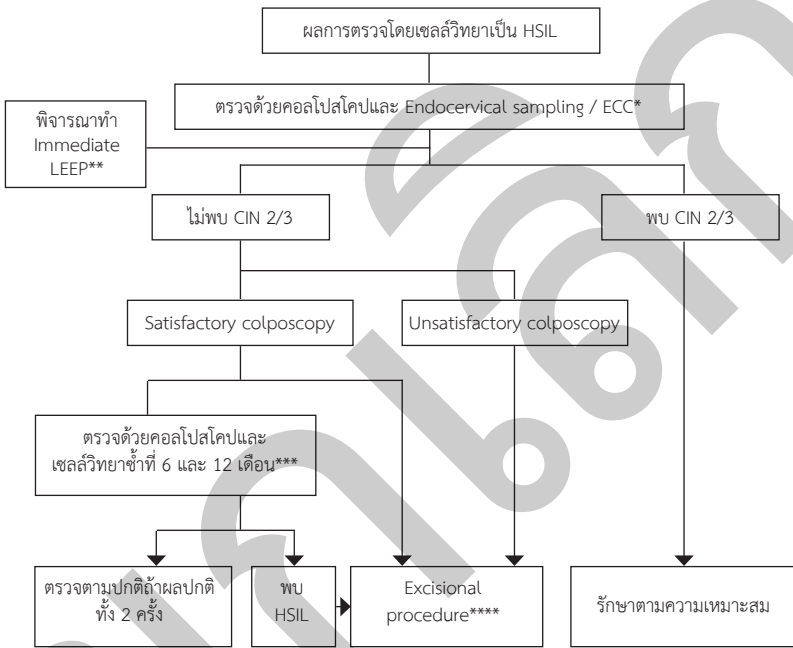 ผลการตรวจโดยเซลล์วิทยาเป็น HSIL
ตรวจด้วยคอลโปสโคปและ Endocervical sampling / ECC*
พิจารณาทำ
Immediate
LEEP**
ไม่พบ CIN 2/3
พบ CIN 2/3
Satisfactory colposcopy
Unsatisfactory colposcopy
ตรวจด้วยคอลโปสโคปและ
เซลล์วิทยาซ้ำที่ 6 และ 12 เดือน***
ตรวจตามปกติถ้าผลปกติ
ทั้ง 2 ครั้ง
พบ
HSIL
Excisional
procedure****
รักษาตามความเหมาะสม